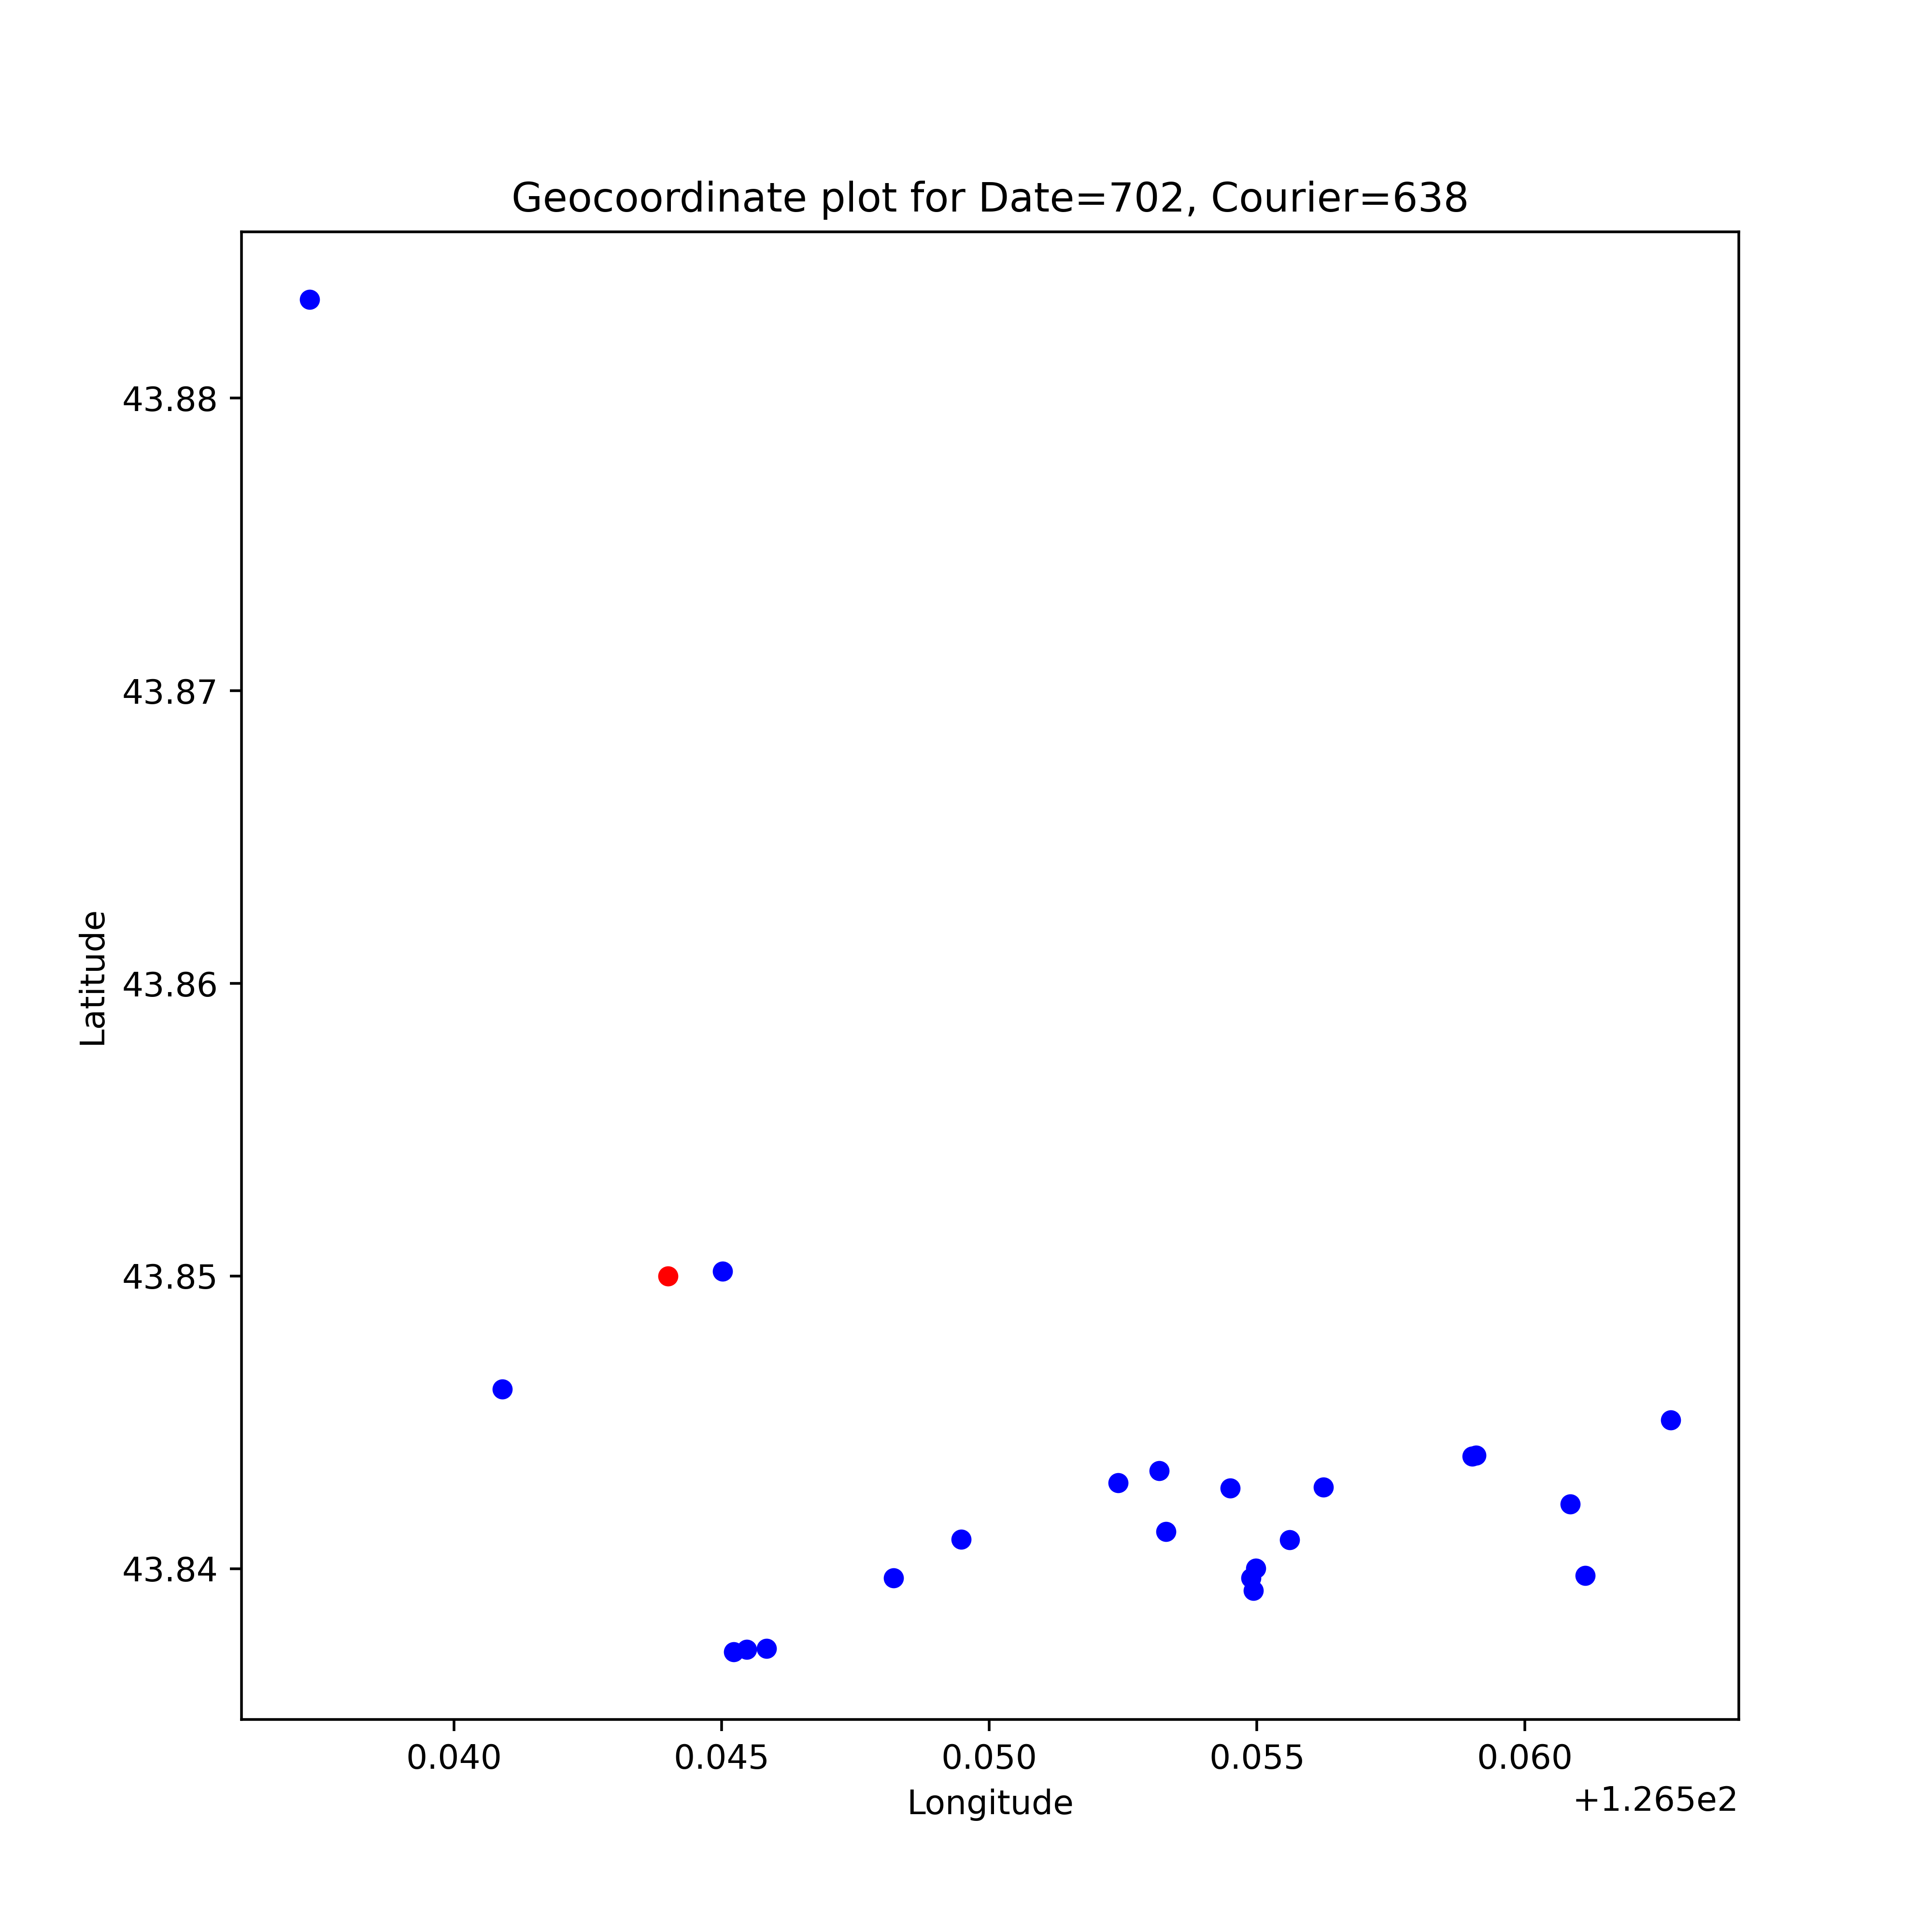 Geocoordinate plot for Date=702, Courier=638
43.88
43.87
43.86
43.85
43.84
Latitude
0.040 0.045 0.050 0.055 0.060
Longitude
+1.265e2